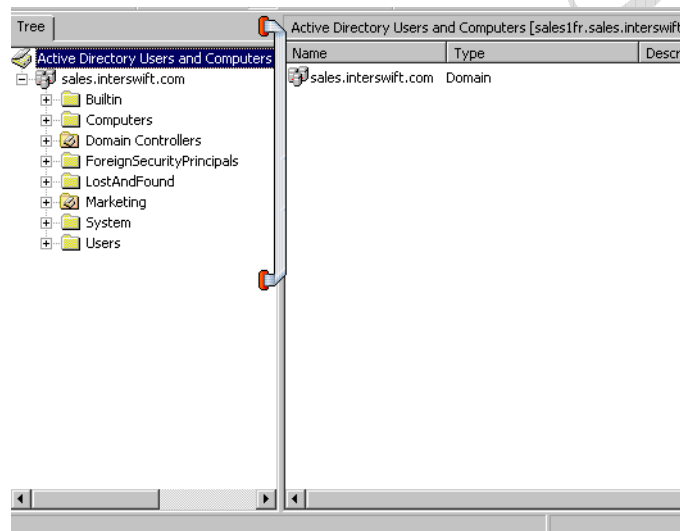 Tree
Active Directory Users and Computers [sales1fr.sales.interswift
Active Directory Users and Computers
Name Type Descr
sales.interswift.com
sales.interswift.com Domain
Builtin
Computers
Domain Controllers
ForeignSecurityPrincipals
LostAndFound
Marketing
System
Users